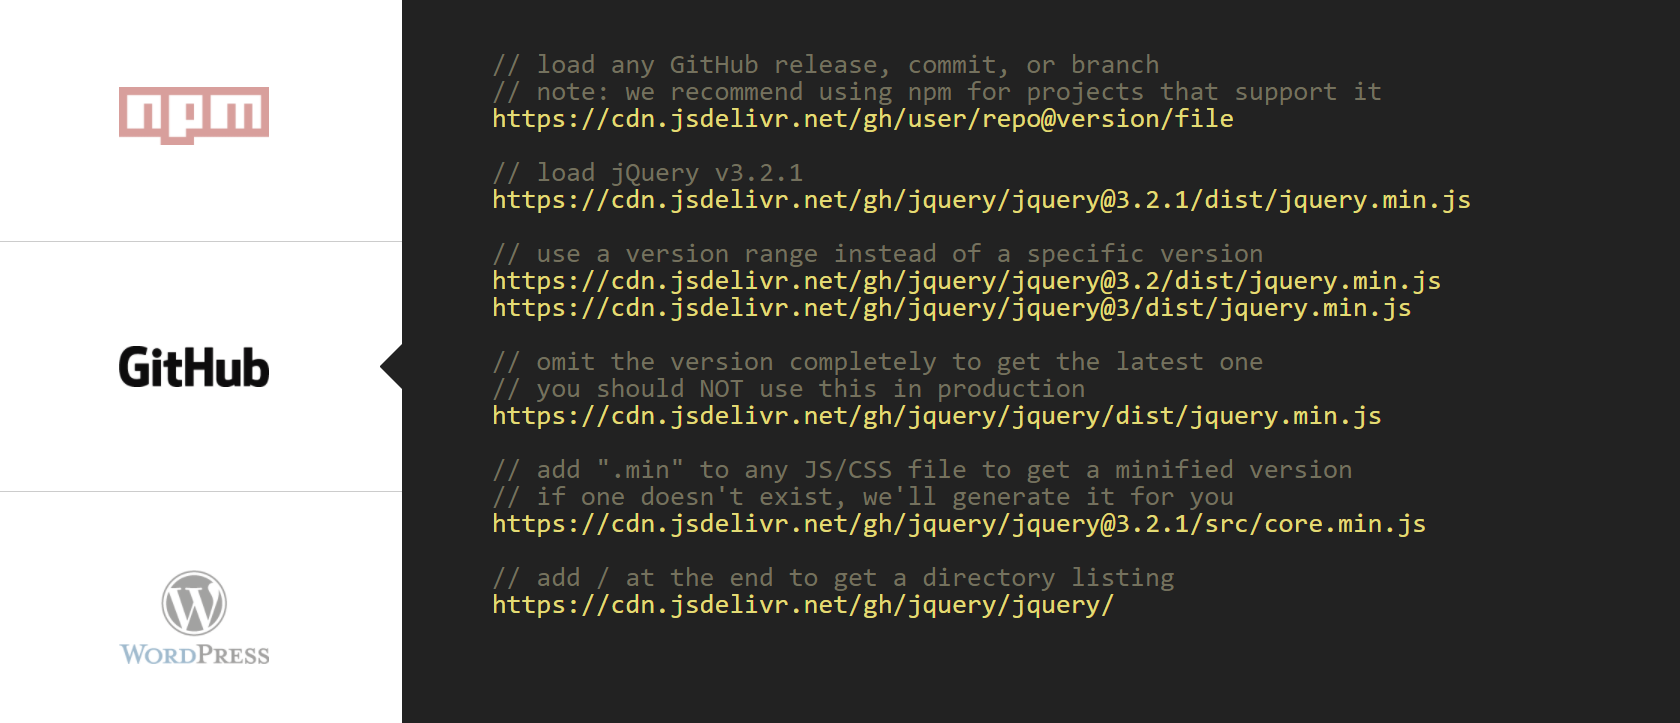 npm
GitHub
WORDPRESS
// load any GitHub release, commit, or branch
// note: we recommend using npm for projects that support it
https://cdn.jsdelivr.net/gh/user/repo@version/file
// load jQuery v3.2.1
https://cdn.jsdelivr.net/gh/jquery/jquery@3.2.1/dist/jquery.min.js
// use a version range instead of a specific version
https://cdn.jsdelivr.net/gh/jquery/jquery@3.2/dist/jquery.min.js
https://cdn.jsdelivr.net/gh/jquery/jquery@3/dist/jquery.min.js
// omit the version completely to get the latest one
// you should NOT use this in production
https://cdn.jsdelivr.net/gh/jquery/jquery/dist/jquery.min.js
// add ".min" to any JS/CSS file to get a minified version
// if one doesn't exist, we'll generate it for you
https://cdn.jsdelivr.net/gh/jquery/jquery@3.2.1/src/core.min.js
// add / at the end to get a directory listing
https://cdn.jsdelivr.net/gh/jquery/jquery/